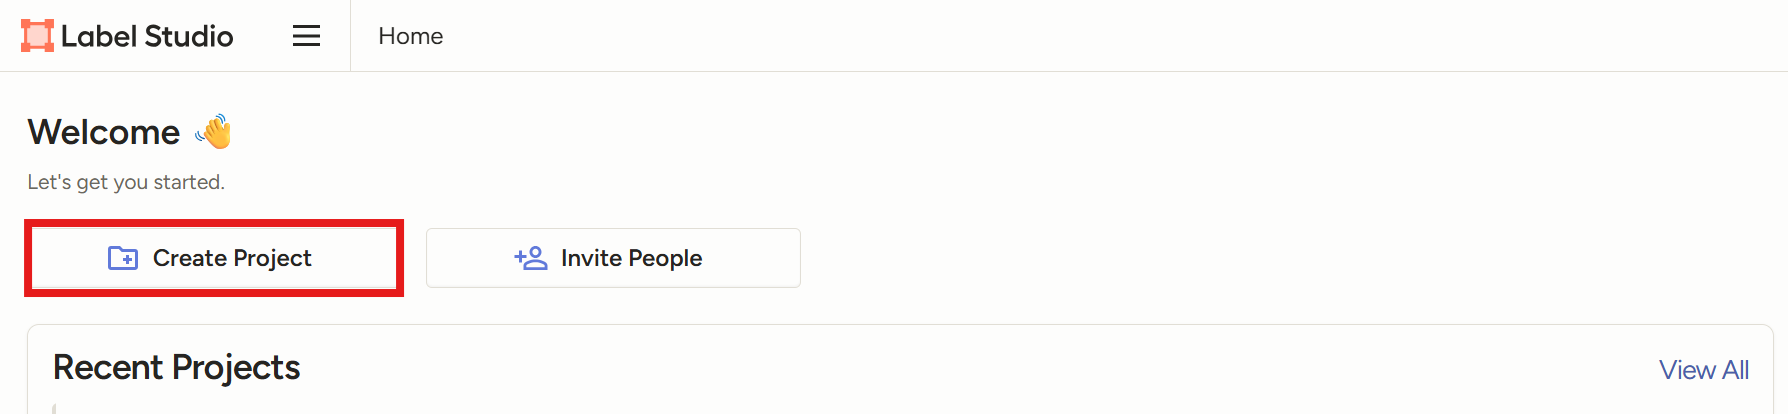 Label Studio
Home
Welcome 👋
Let's get you started.
Create Project
Invite People
Recent Projects
View All